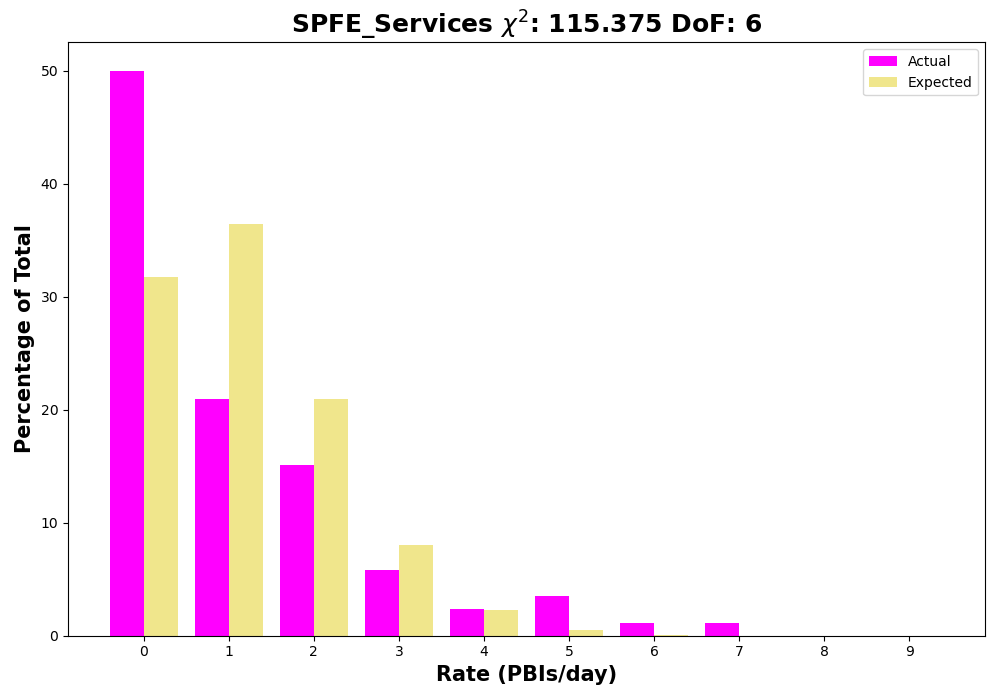 SPFE_Services χ²: 115.375 DoF: 6
Actual
Expected
Percentage of Total
50
40
30
20
10
0
0 1 2 3 4 5 6 7 8 9
Rate (PBIs/day)